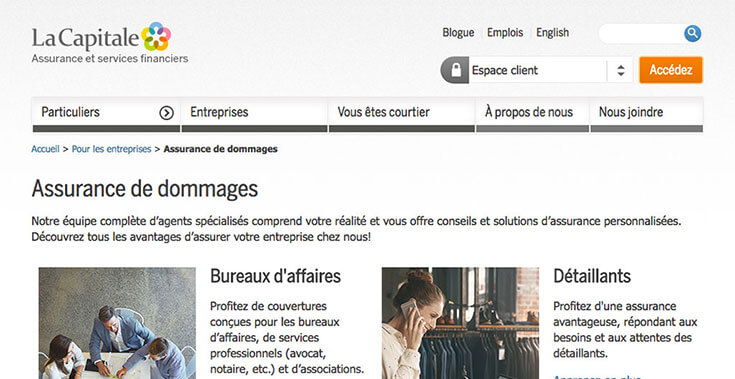 La Capitale
Assurance et services financiers
Blogue
Emplois
English
Espace client
Accédez
Particuliers
Entreprises
Vous êtes courtier
À propos de nous
Nous joindre
Accueil > Pour les entreprises > Assurance de dommages
Assurance de dommages
Notre équipe complète d'agents spécialisés comprend votre réalité et vous offre conseils et solutions d'assurance personnalisées.
Découvrez tous les avantages d'assurer votre entreprise chez nous!
Bureaux d'affaires
Profitez de couvertures
conçues pour les bureaux
d'affaires, de services
professionnels (avocat,
notaire, etc.) et d'associations.
Détaillants
Profitez d'une assurance
avantageuse, répondant aux
besoins et aux attentes des
détaillants.